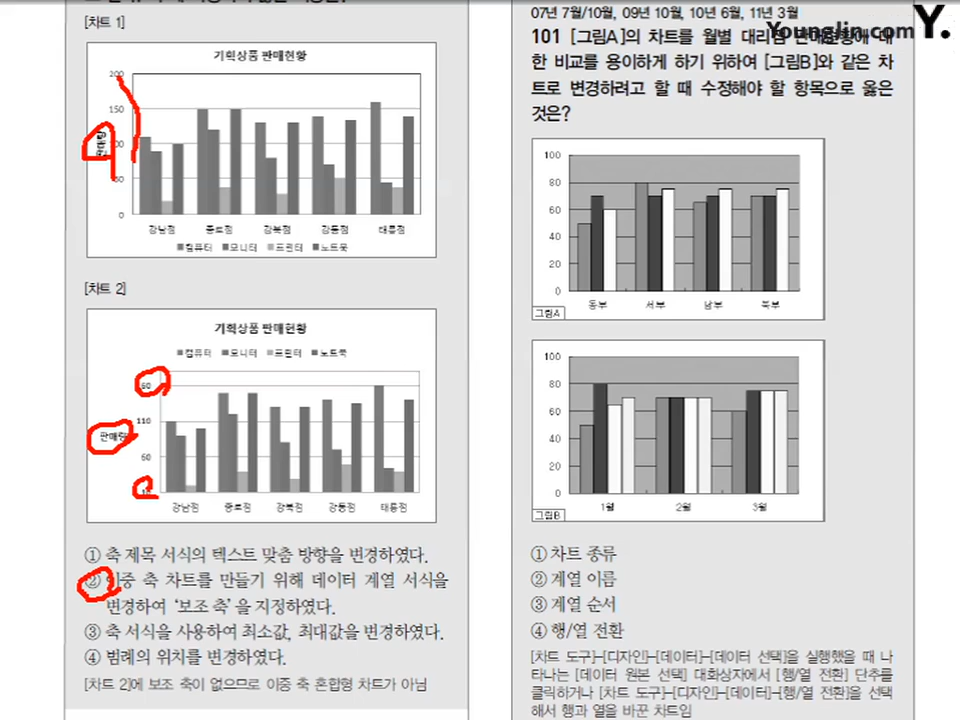 [차트 1]
기획상품 판매현황
200
150
100
50
0
강남점 종로점 강북점 강동점 태릉점
컴퓨터 모니터 프린터 노트북
[차트 2]
기획상품 판매현황
컴퓨터 모니터 프린터 노트북
60
110
판매량
60
10
강남점 종로점 강북점 강동점 태릉점
① 축 제목 서식의 텍스트 맞춤 방향을 변경하였다.
② 이중 축 차트를 만들기 위해 데이터 계열 서식을
변경하여 ‘보조 축’을 지정하였다.
③ 축 서식을 사용하여 최소값, 최대값을 변경하였다.
④ 범례의 위치를 변경하였다.
[차트 2]에 보조 축이 없으므로 이중 축 혼합형 차트가 아님
07년 7월/10월, 09년 10월, 10년 6월, 11년 3월
Younglin.com Y.
101 [그림A]의 차트를 월별 대리점 판매현황에 대
한 비교를 용이하게 하기 위하여 [그림B]와 같은 차
트로 변경하려고 할 때 수정해야 할 항목으로 옳은
것은?
100
80
60
40
20
0
동부 서부 남부 북부
그림A
100
80
60
40
20
0
1월 2월 3월
그림B
① 차트 종류
② 계열 이름
③ 계열 순서
④ 행/열 전환
[차트 도구]-[디자인]-[데이터]-[데이터 선택]을 실행했을 때 나
타나는 [데이터 원본 선택] 대화상자에서 [행/열 전환] 단추를
클릭하거나 [차트 도구]-[디자인]-[데이터]-[행/열 전환]을 선택
해서 행과 열을 바꾼 차트임